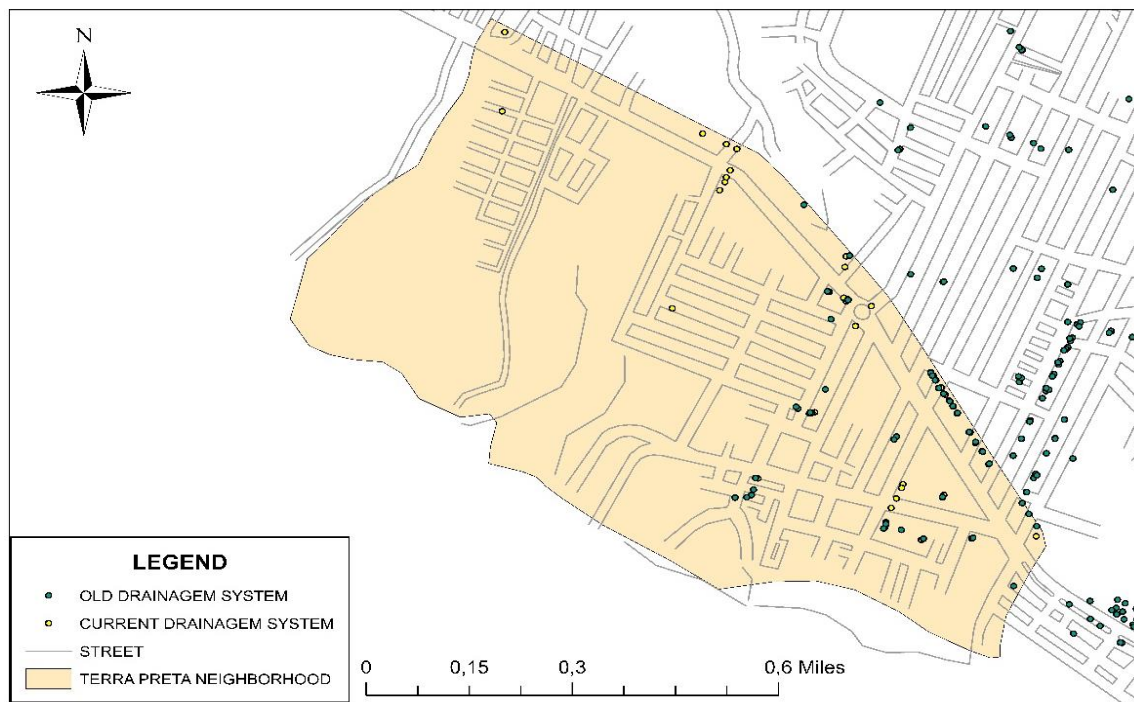 N
LEGEND
OLD DRAINAGEM SYSTEM
CURRENT DRAINAGEM SYSTEM
STREET
TERRA PRETA NEIGHBORHOOD
0 0,15 0,3 0,6 Miles